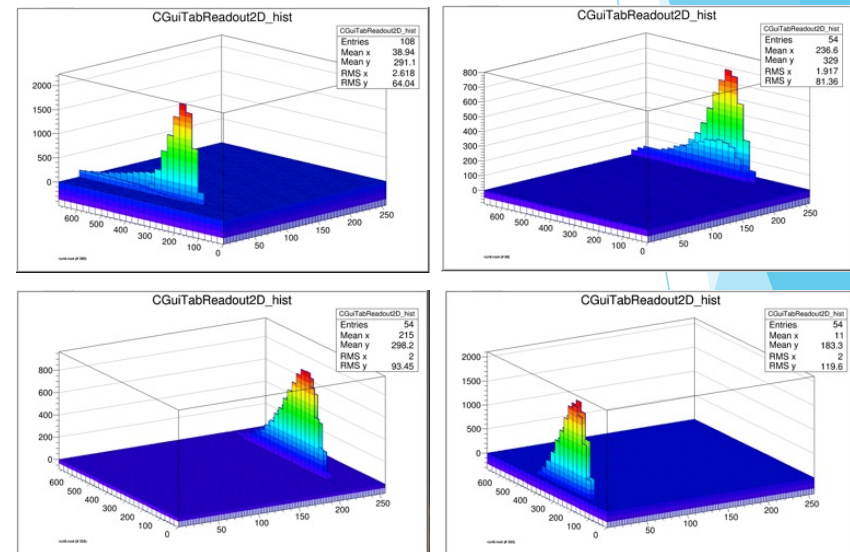 CGuiTabReadout2D_hist
CGuiTabReadout2D_hist
Entries 108
Mean x 38.94
Mean y 291.1
RMS x 2.618
RMS y 64.04
2000
1500
1000
500
0
600 500 400 300 200 100 0
50 100 150 200 250
CGuiTabReadout2D_hist
CGuiTabReadout2D_hist
Entries 54
Mean x 236.6
Mean y 329
RMS x 1.917
RMS y 81.36
800
700
600
500
400
300
200
100
0
600 500 400 300 200 100 0
50 100 150 200 250
CGuiTabReadout2D_hist
CGuiTabReadout2D_hist
Entries 54
Mean x 215
Mean y 298.2
RMS x 2
RMS y 93.45
800
600
400
200
0
600 500 400 300 200 100 0
50 100 150 200 250
CGuiTabReadout2D_hist
CGuiTabReadout2D_hist
Entries 54
Mean x 11
Mean y 183.3
RMS x 2
RMS y 119.6
2000
1500
1000
500
0
600 500 400 300 200 100 0
50 100 150 200 250